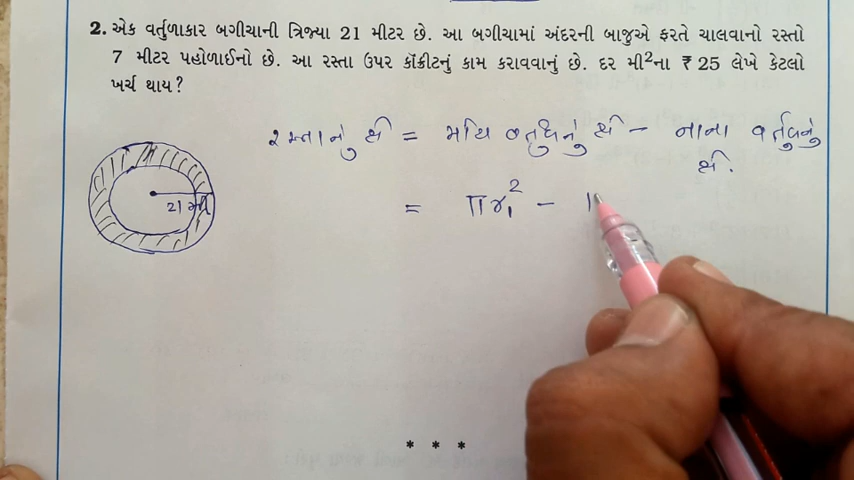 2. એક વર્તુળાકાર બગીચાની ત્રિજ્યા 21 મીટર છે. આ બગીચામાં અંદરની બાજુએ ફરતે ચાલવાનો રસ્તો
7 મીટર પહોળાઈનો છે. આ રસ્તા ઉપર કૉંક્રીટનું કામ કરાવવાનું છે. દર મી²ના ₹ 25 લેખે કેટલો
ખર્ચ થાય?
રસ્તાનું ક્ષે = મોટા વર્તુળનું ક્ષે - નાના વર્તુળનું
ક્ષે.
21 મી
= πr₁² -
* * *